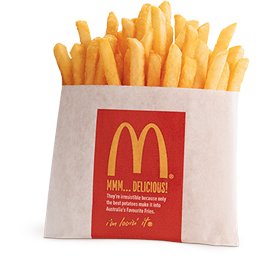 M®
MMM... DELICIOUS!
They're irresistible because only
the best potatoes make it into
Australia's Favourite Fries.
i'm lovin' it®